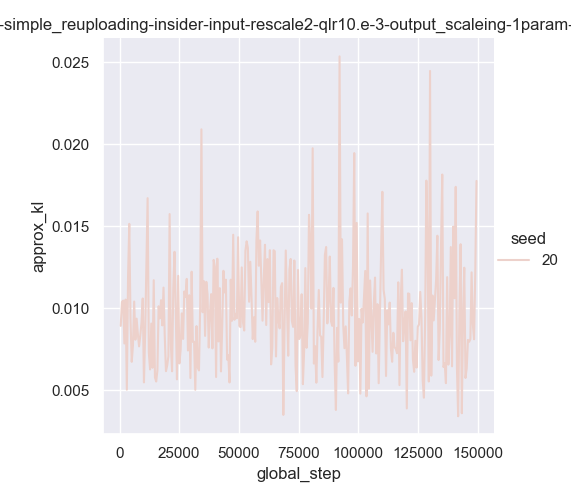 -simple_reuploading-insider-input-rescale2-qlr10.e-3-output_scaleing-1param-
0.025
0.020
0.015
0.010
0.005
approx_kl
0 25000 50000 75000 100000 125000 150000
global_step
seed
20